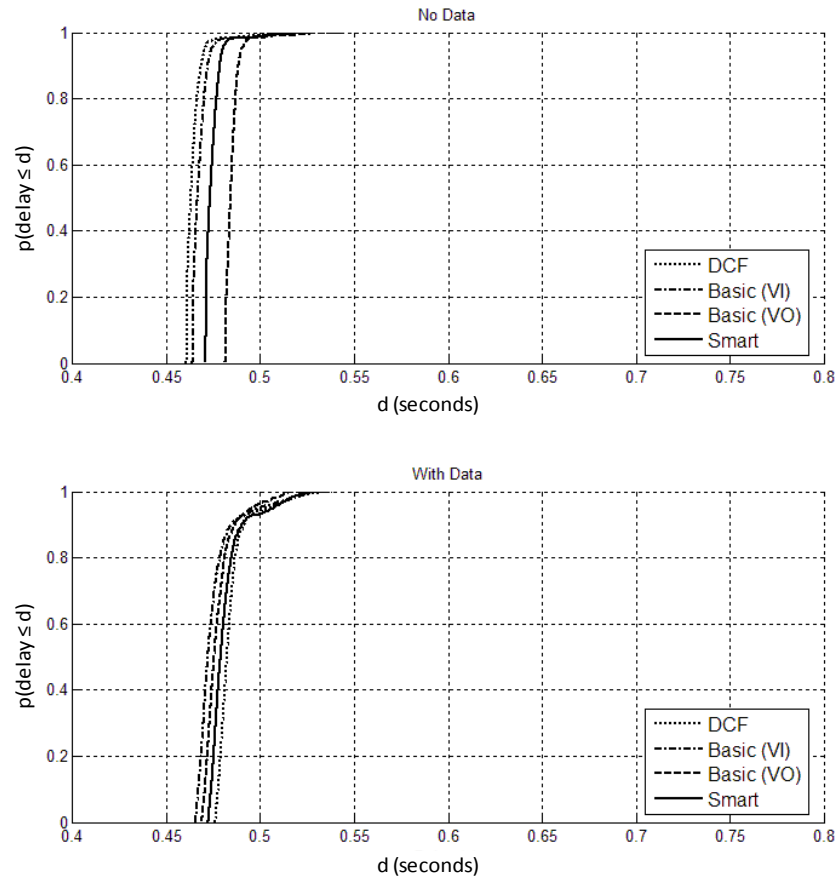 No Data
1
0.8
0.6
0.4
0.2
0
p(delay ≤ d)
DCF
Basic (VI)
Basic (VO)
Smart
0.4 0.45 0.5 0.55 0.6 0.65 0.7 0.75 0.8
d (seconds)
With Data
1
0.8
0.6
0.4
0.2
0
p(delay ≤ d)
DCF
Basic (VI)
Basic (VO)
Smart
0.4 0.45 0.5 0.55 0.6 0.65 0.7 0.75 0.8
d (seconds)